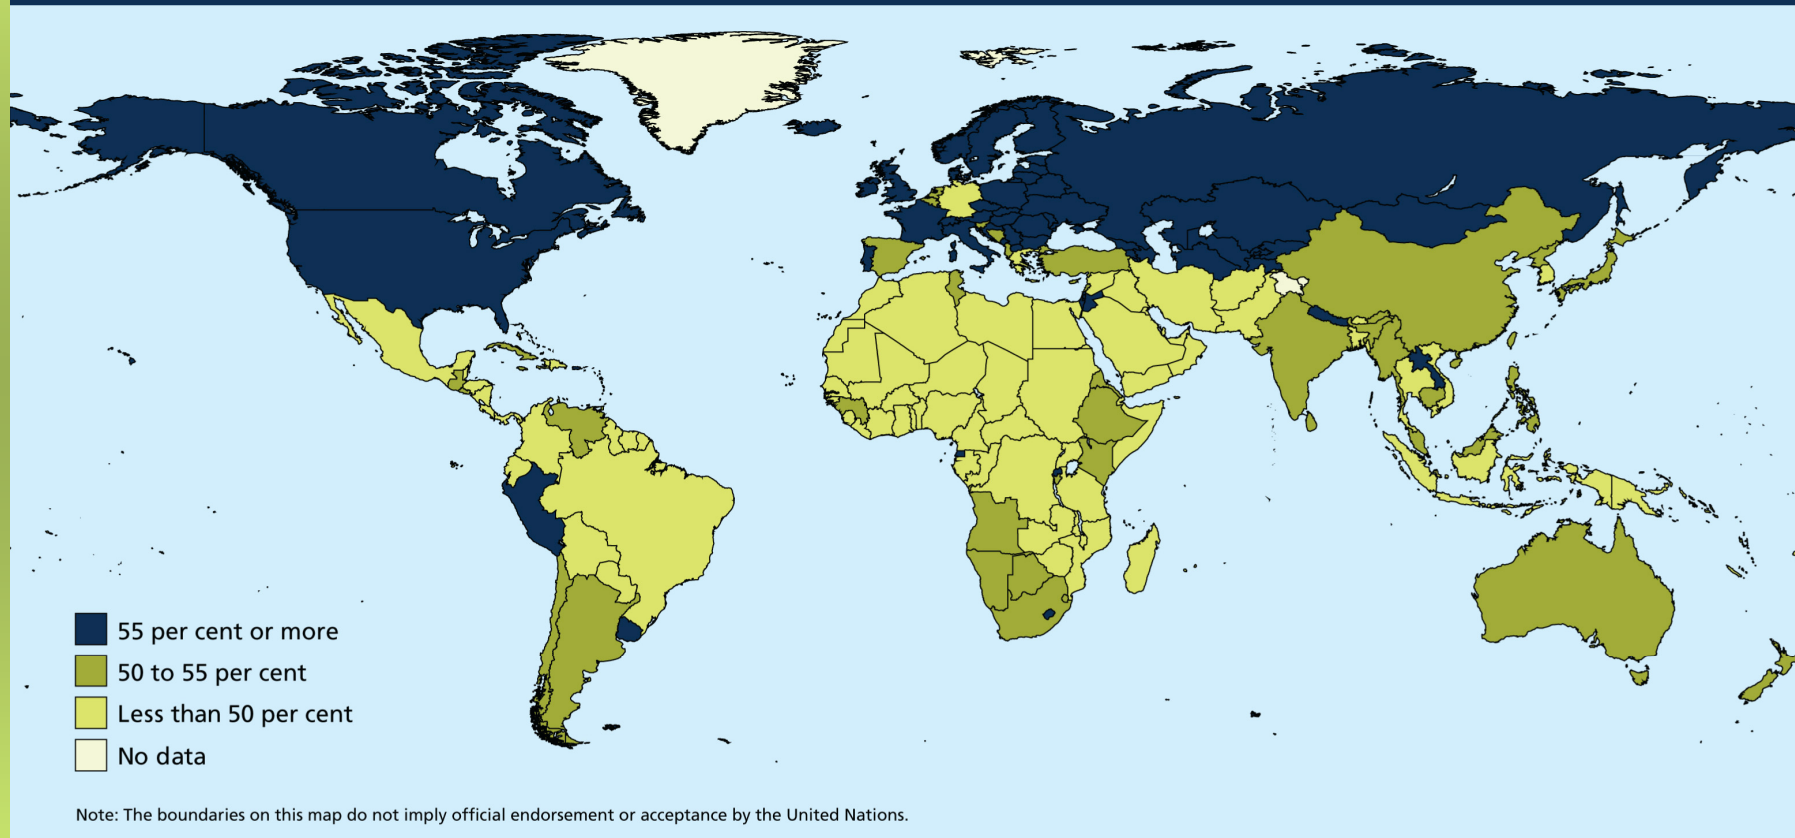 55 per cent or more
50 to 55 per cent
Less than 50 per cent
No data
Note: The boundaries on this map do not imply official endorsement or acceptance by the United Nations.